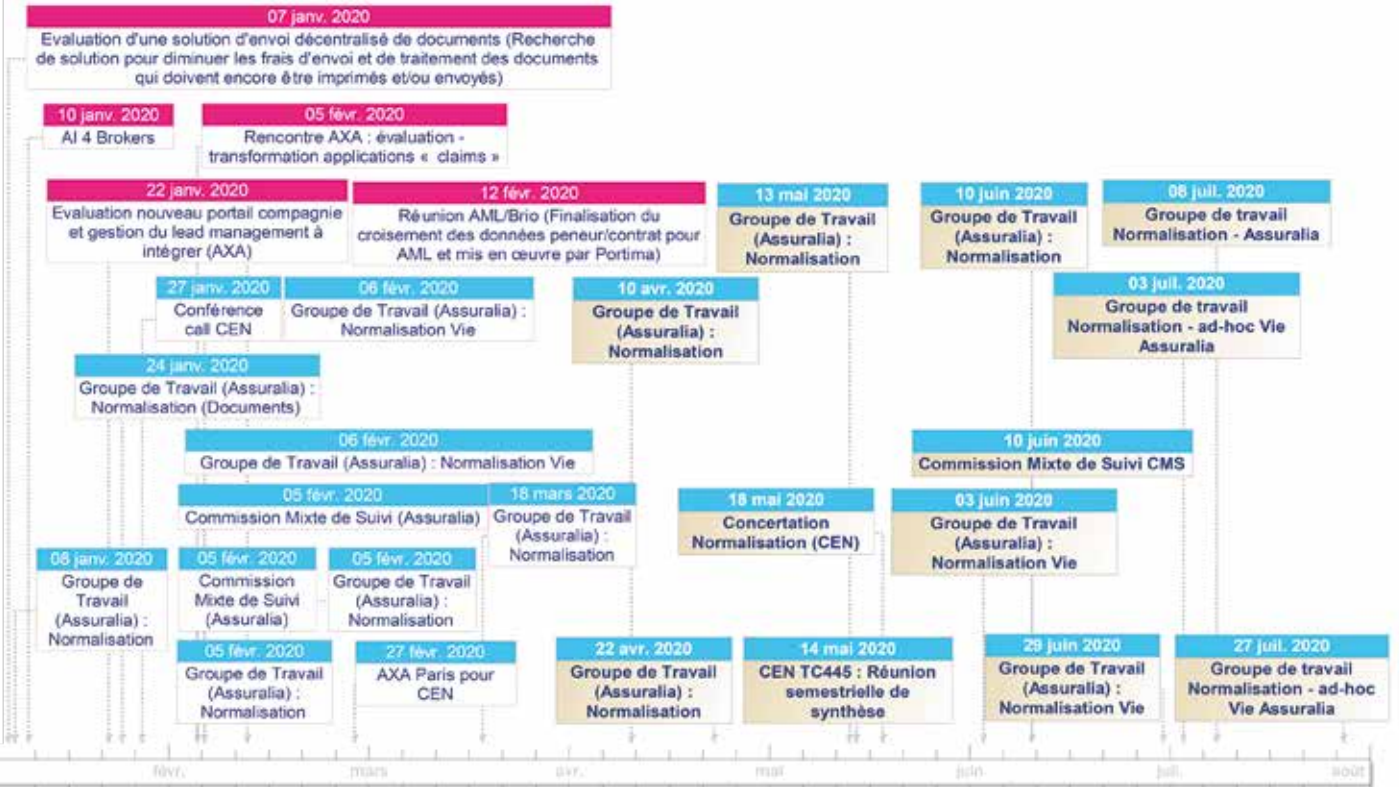 07 janv. 2020
Evaluation d'une solution d'envoi décentralisé de documents (Recherche
de solution pour diminuer les frais d'envoi et de traitement des documents
qui doivent encore être imprimés et/ou envoyés)
10 janv. 2020
AI 4 Brokers
05 févr. 2020
Rencontre AXA : évaluation -
transformation applications « claims »
22 janv. 2020
Evaluation nouveau portail compagnie
et gestion du lead management à
intégrer (AXA)
12 févr. 2020
Réunion AML/Brio (Finalisation du
croisement des données peneur/contrat pour
AML et mis en œuvre par Portima)
13 mai 2020
Groupe de Travail
(Assuralia) :
Normalisation
10 juin 2020
Groupe de Travail
(Assuralia) :
Normalisation
08 juil. 2020
Groupe de travail
Normalisation - Assuralia
27 janv. 2020
Conférence
call CEN
06 févr. 2020
Groupe de Travail (Assuralia) :
Normalisation Vie
10 avr. 2020
Groupe de Travail
(Assuralia) :
Normalisation
03 juil. 2020
Groupe de travail
Normalisation - ad-hoc Vie
Assuralia
24 janv. 2020
Groupe de Travail (Assuralia) :
Normalisation (Documents)
06 févr. 2020
Groupe de Travail (Assuralia) : Normalisation Vie
10 juin 2020
Commission Mixte de Suivi CMS
05 févr. 2020
Commission Mixte de Suivi (Assuralia)
18 mars 2020
Groupe de Travail
(Assuralia) :
Normalisation
18 mai 2020
Concertation
Normalisation (CEN)
03 juin 2020
Groupe de Travail
(Assuralia) :
Normalisation Vie
08 janv. 2020
Groupe de
Travail
(Assuralia) :
Normalisation
05 févr. 2020
Commission
Mixte de Suivi
(Assuralia)
05 févr. 2020
Groupe de Travail
(Assuralia) :
Normalisation
05 févr. 2020
Groupe de Travail
(Assuralia) :
Normalisation
27 févr. 2020
AXA Paris pour
CEN
22 avr. 2020
Groupe de Travail
(Assuralia) :
Normalisation
14 mai 2020
CEN TC445 : Réunion
semestrielle de
synthèse
29 juin 2020
Groupe de Travail
(Assuralia) :
Normalisation Vie
27 juil. 2020
Groupe de travail
Normalisation - ad-hoc
Vie Assuralia
févr. mars avr. mai juin juil. août